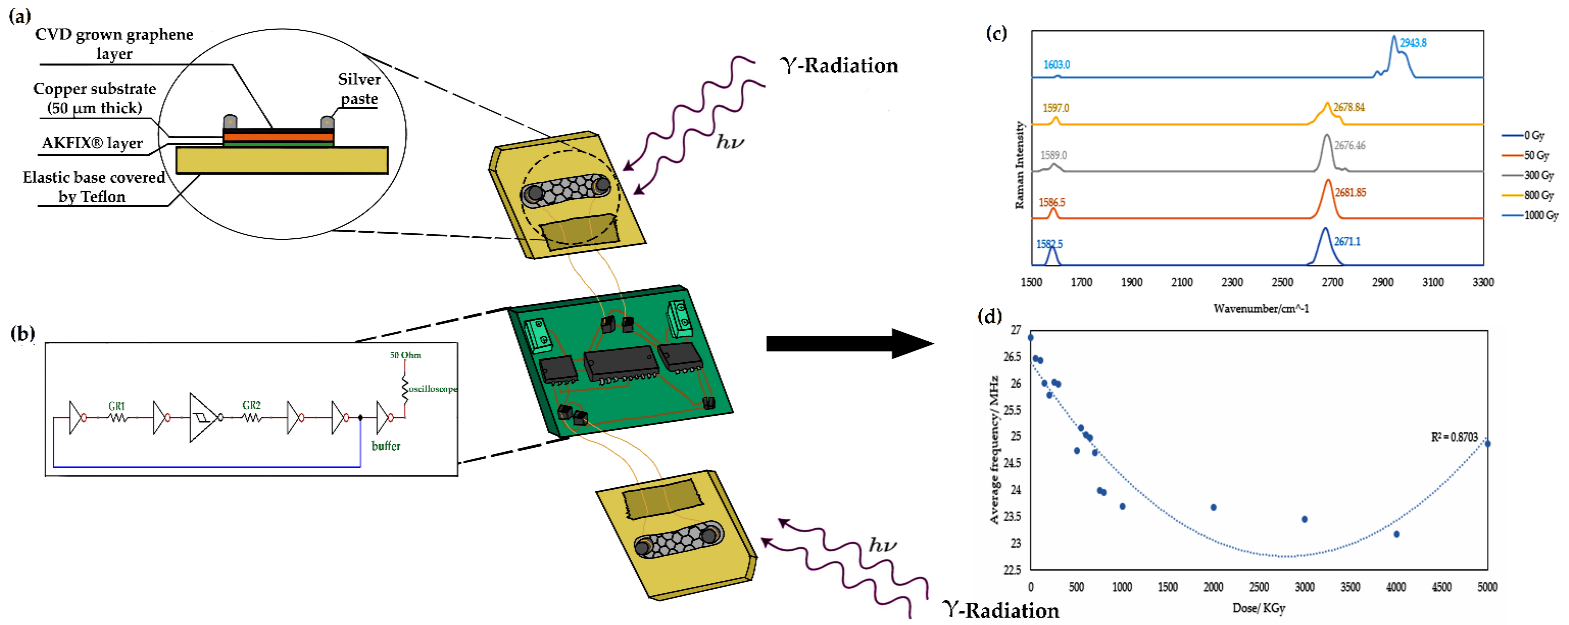 (a)
CVD grown graphene
layer
Copper substrate
(50 µm thick)
Silver
paste
AKFIX® layer
Elastic base covered
by Teflon
γ-Radiation
hν
(b)
50 Ohm
oscilloscope
GR1
GR2
buffer
hν
γ-Radiation
(c)
Raman Intensity
1603.0
2943.8
1597.0
2678.84
1589.0
2676.46
1586.5
2681.85
1582.5
2671.1
0 Gy
50 Gy
300 Gy
800 Gy
1000 Gy
1500 1700 1900 2100 2300 2500 2700 2900 3100 3300
Wavenumber/cm^-1
(d)
Average frequency/ MHz
27
26.5
26
25.5
25
24.5
24
23.5
23
22.5
R² = 0.8703
0 500 1000 1500 2000 2500 3000 3500 4000 4500 5000
Dose/ KGy